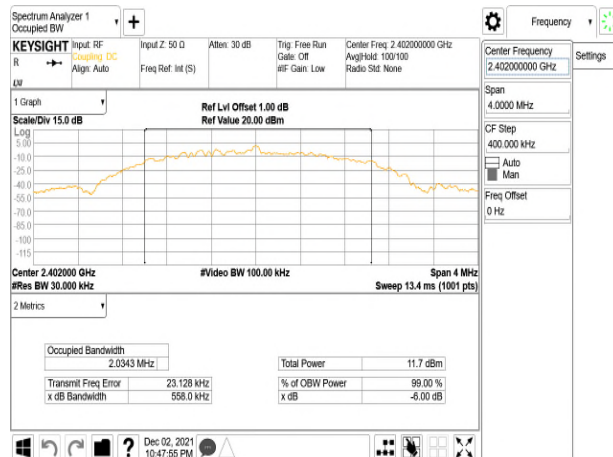 Spectrum Analyzer 1
Occupied BW
Frequency
KEYSIGHT
R
Input: RF
Coupling: DC
Align: Auto
Input Z: 50 Ω
Freq Ref: Int (S)
Atten: 30 dB
Trig: Free Run
Gate: Off
#IF Gain: Low
Center Freq: 2.402000000 GHz
Avg|Hold: 100/100
Radio Std: None
1 Graph
Scale/Div 15.0 dB
Ref Lvl Offset 1.00 dB
Ref Value 20.00 dBm
Log
5.00
-10.0
-25.0
-40.0
-55.0
-70.0
-85.0
-100
-115
Center 2.402000 GHz
#Video BW 100.00 kHz
Span 4 MHz
#Res BW 30.000 kHz
Sweep 13.4 ms (1001 pts)
2 Metrics
Occupied Bandwidth
2.0343 MHz
Total Power
11.7 dBm
Transmit Freq Error
23.128 kHz
% of OBW Power
99.00 %
x dB Bandwidth
558.0 kHz
x dB
-6.00 dB
Dec 02, 2021
10:47:55 PM
Center Frequency
2.402000000 GHz
Settings
Span
4.0000 MHz
CF Step
400.000 kHz
Auto
Man
Freq Offset
0 Hz